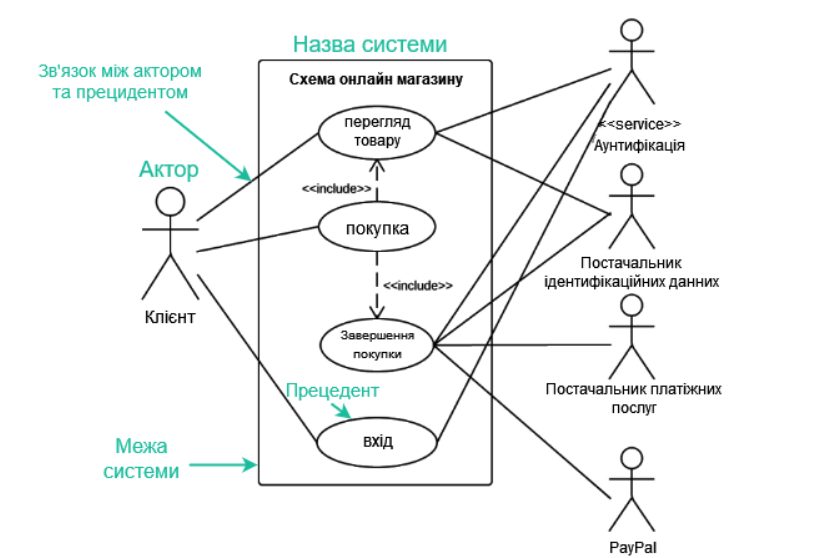 Назва системи
Зв'язок між актором
та прецидентом
Схема онлайн магазину
перегляд
товару
<<service>>
Аунтифікація
Актор
<<include>>
покупка
Постачальник
ідентифікаційних данних
<<include>>
Клієнт
Завершення
покупки
Прецедент
Постачальник платіжних
послуг
вхід
Межа
системи
PayPal